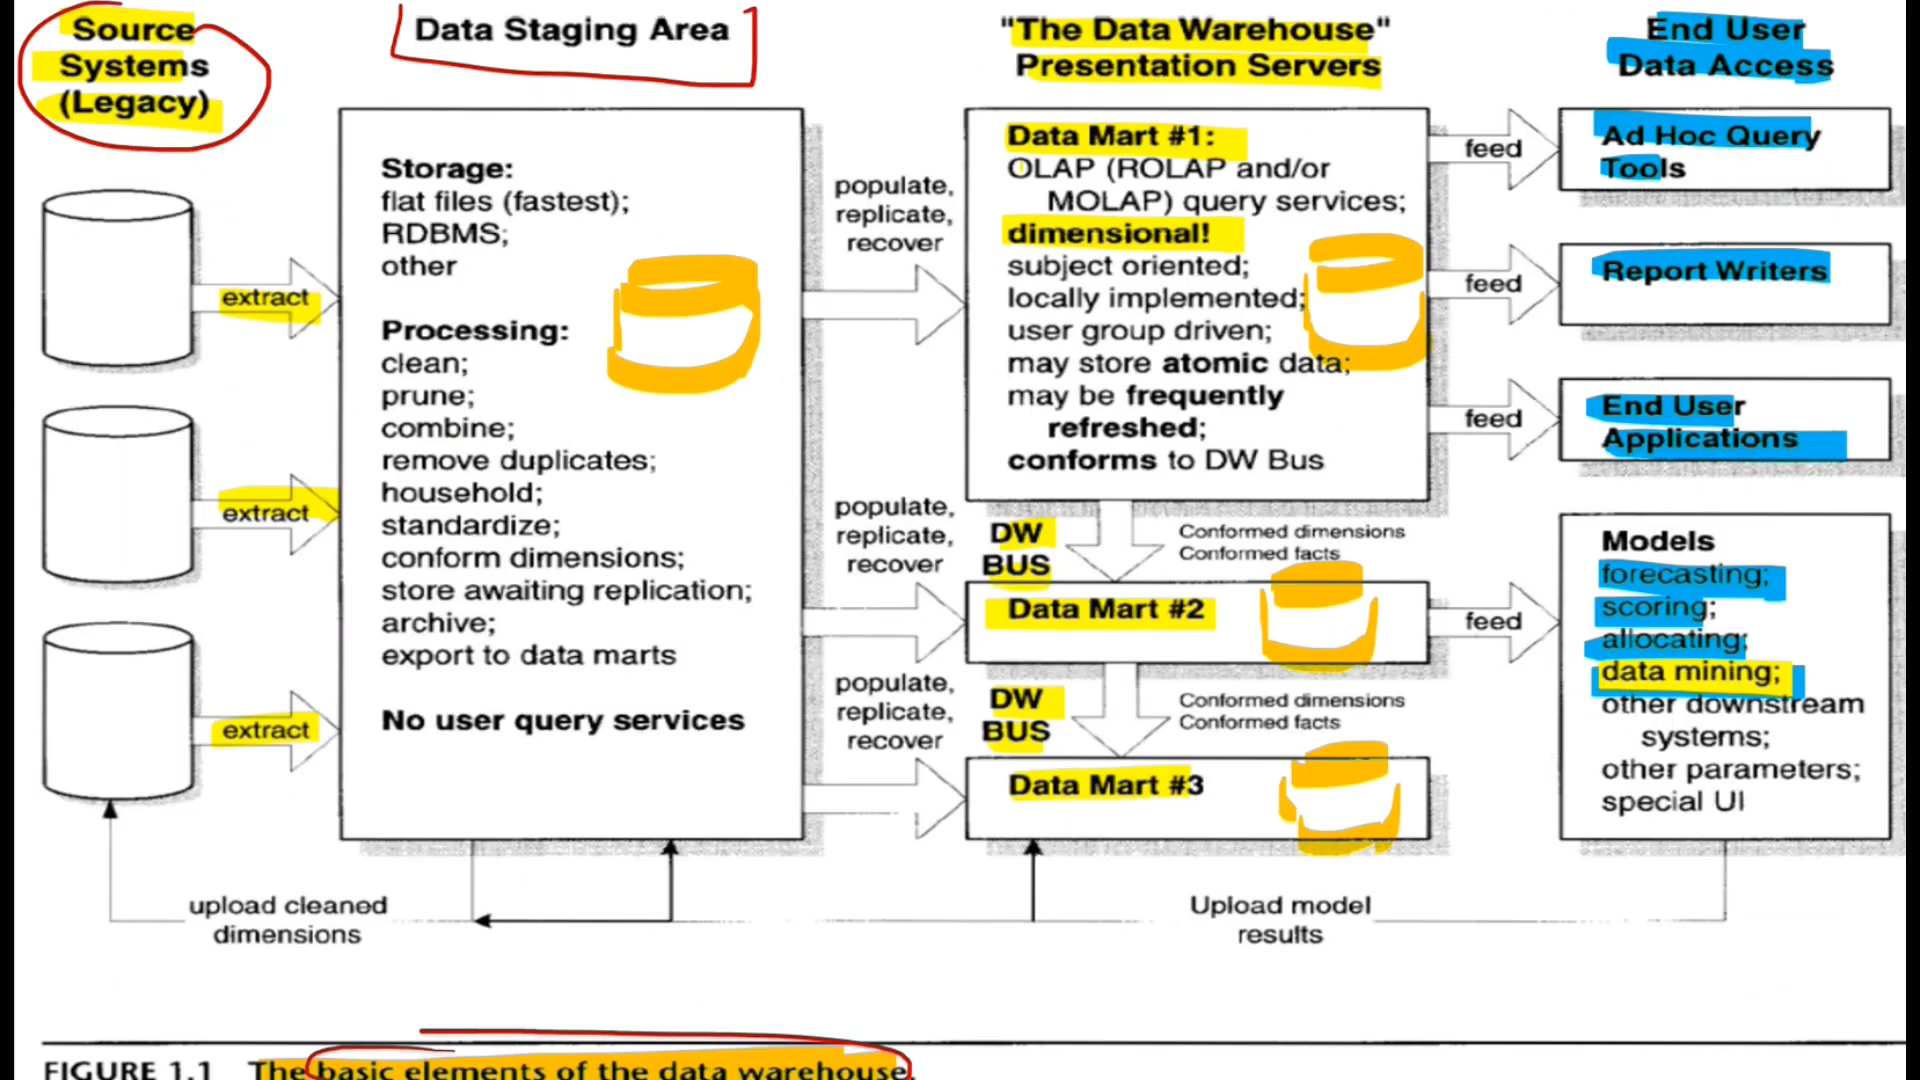 Source
Systems
(Legacy)
Data Staging Area
"The Data Warehouse"
Presentation Servers
End User
Data Access
extract
extract
extract
Storage:
flat files (fastest);
RDBMS;
other
Processing:
clean;
prune;
combine;
remove duplicates;
household;
standardize;
conform dimensions;
store awaiting replication;
archive;
export to data marts
No user query services
populate,
replicate,
recover
populate,
replicate,
recover
populate,
replicate,
recover
Data Mart #1:
OLAP (ROLAP and/or
MOLAP) query services;
dimensional!
subject oriented;
locally implemented;
user group driven;
may store atomic data;
may be frequently
refreshed;
conforms to DW Bus
DW
BUS
Conformed dimensions
Conformed facts
Data Mart #2
DW
BUS
Conformed dimensions
Conformed facts
Data Mart #3
feed
feed
feed
feed
Ad Hoc Query
Tools
Report Writers
End User
Applications
Models
forecasting;
scoring;
allocating;
data mining;
other downstream
systems;
other parameters;
special UI
upload cleaned
dimensions
Upload model
results
FIGURE 1.1 The basic elements of the data warehouse.